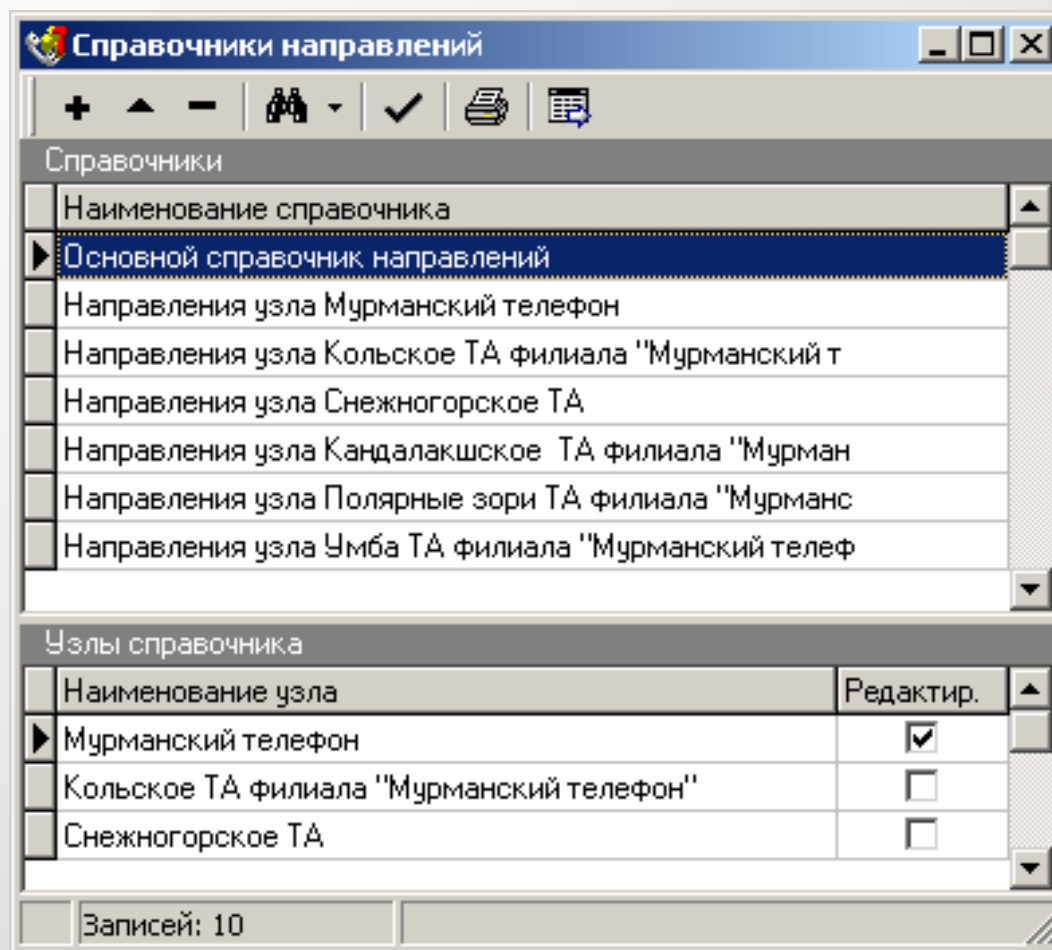 Справочники направлений
Справочники
Наименование справочника
Основной справочник направлений
Направления узла Мурманский телефон
Направления узла Кольское ТА филиала "Мурманский т
Направления узла Снежногорское ТА
Направления узла Кандалакшское  ТА филиала "Мурман
Направления узла Полярные зори ТА филиала "Мурманс
Направления узла Умба ТА филиала "Мурманский телеф
Узлы справочника
Наименование узла Редактир.
Мурманский телефон
Кольское ТА филиала "Мурманский телефон"
Снежногорское ТА
Записей: 10